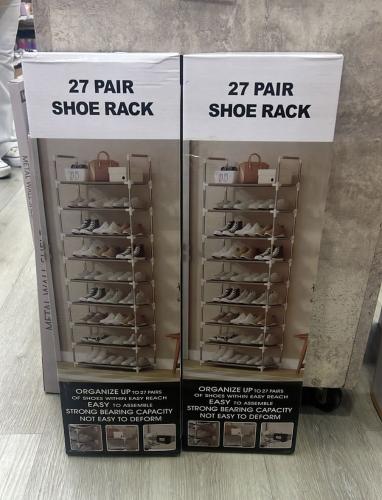 27 PAIR
SHOE RACK
ORGANIZE UP TO 27 PAIRS
OF SHOES WITHIN EASY REACH
EASY TO ASSEMBLE
STRONG BEARING CAPACITY
NOT EASY TO DEFORM
27 PAIR
SHOE RACK
ORGANIZE UP TO 27 PAIRS
OF SHOES WITHIN EASY REACH
EASY TO ASSEMBLE
STRONG BEARING CAPACITY
NOT EASY TO DEFORM
METAL WALL SHELF